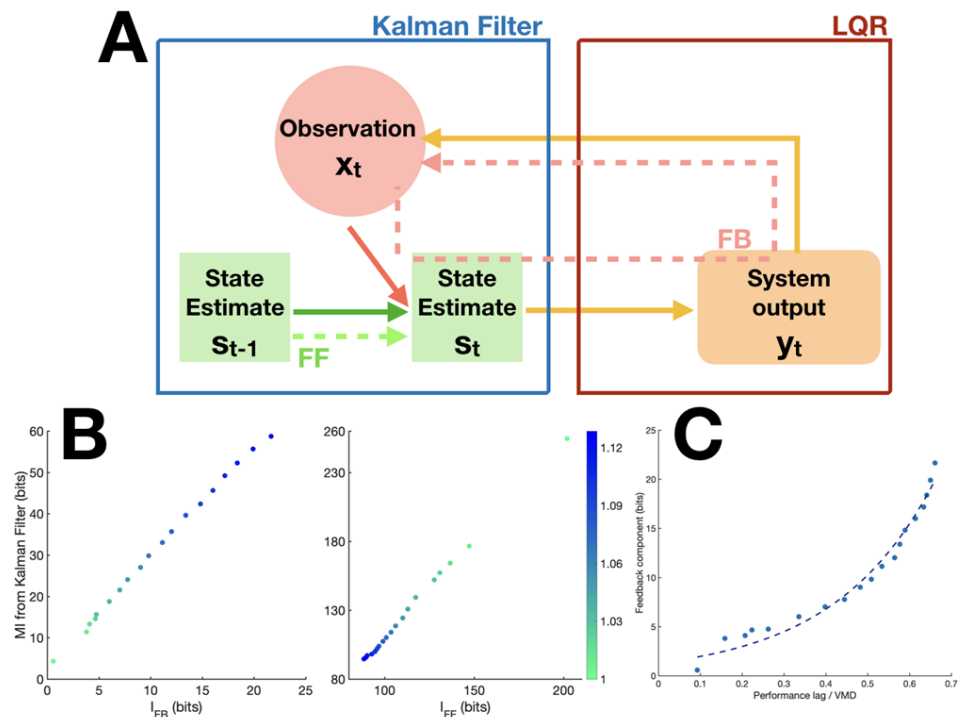 A
Kalman Filter
LQR
Observation
xt
FB
State
Estimate
st-1
FF
State
Estimate
st
System
output
yt
B
60
50
40
30
20
10
0
MI from Kalman Filter (bits)
0 5 10 15 20 25
IFB (bits)
260
230
200
160
130
110
80
100 150 200
IFF (bits)
1.12
1.09
1.06
1.03
1
C
25
20
15
10
5
0
Feedback component (bits)
0 0.1 0.2 0.3 0.4 0.5 0.6 0.7
Performance lag / VMD